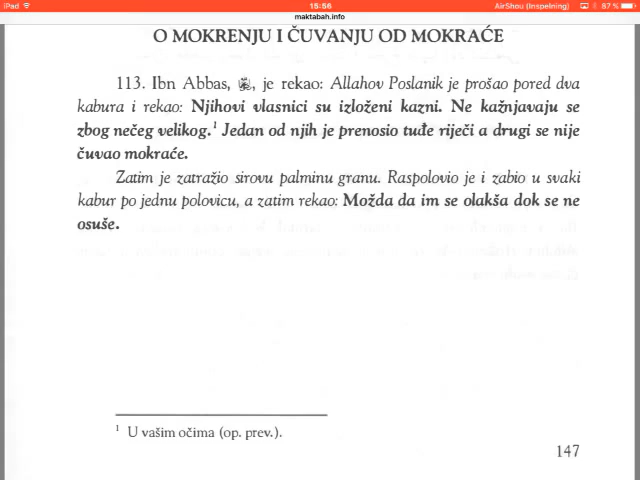 iPad
15:56
AirShou (Inspelning)
87 %
maktabah.info
O MOKRENJU I ČUVANJU OD MOKRAĆE
113. Ibn Abbas, , je rekao: Allahov Poslanik je prošao pored dva
kabura i rekao: Njihovi vlasnici su izloženi kazni. Ne kažnjavaju se
zbog nečeg velikog.¹ Jedan od njih je prenosio tuđe riječi a drugi se nije
čuvao mokraće.
Zatim je zatražio sirovu palminu granu. Raspolovio je i zabio u svaki
kabur po jednu polovicu, a zatim rekao: Možda da im se olakša dok se ne
osuše.
¹ U vašim očima (op. prev.).
147